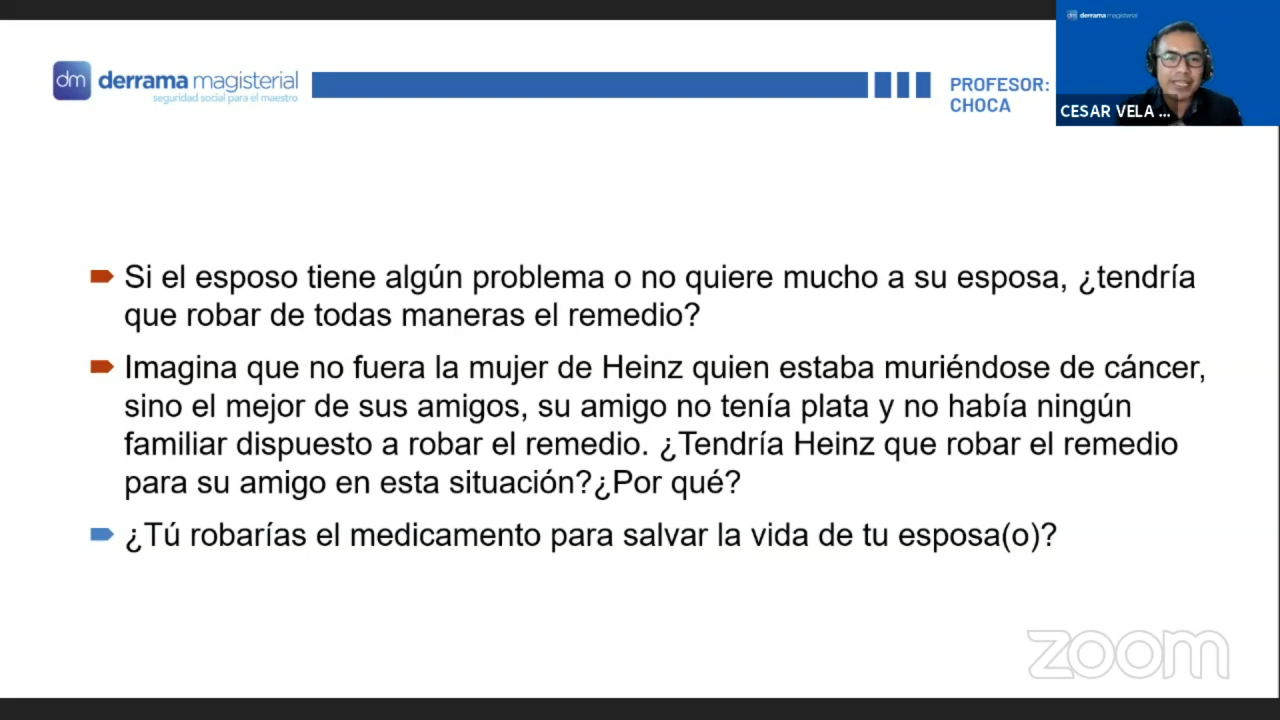 dm derrama magisterial
seguridad social para el maestro
PROFESOR:
CHOCA
dm derrama magisterial
CESAR VELA ...
Si el esposo tiene algún problema o no quiere mucho a su esposa, ¿tendría
que robar de todas maneras el remedio?
Imagina que no fuera la mujer de Heinz quien estaba muriéndose de cáncer,
sino el mejor de sus amigos, su amigo no tenía plata y no había ningún
familiar dispuesto a robar el remedio. ¿Tendría Heinz que robar el remedio
para su amigo en esta situación?¿Por qué?
¿Tú robarías el medicamento para salvar la vida de tu esposa(o)?
zoom